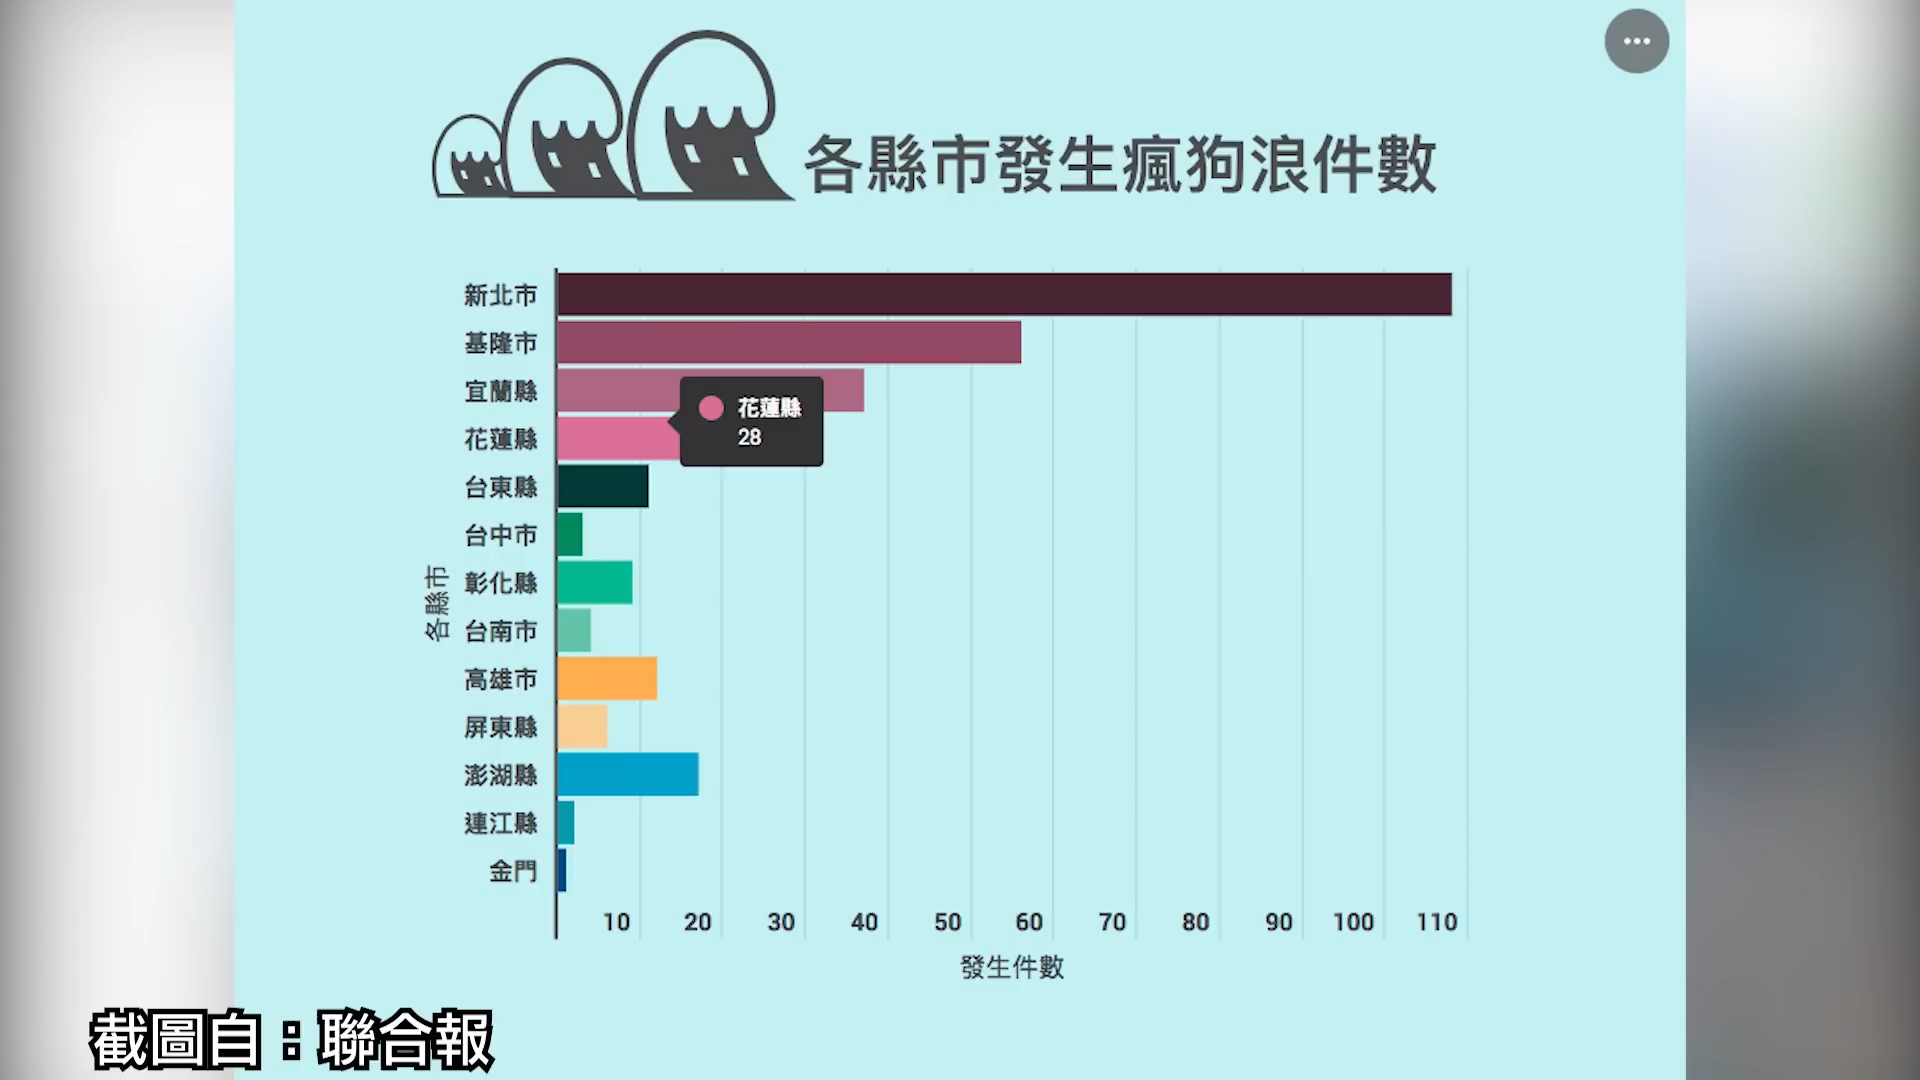 各縣市發生瘋狗浪件數
新北市
基隆市
宜蘭縣
花蓮縣
28
花蓮縣
台東縣
台中市
彰化縣
各縣市
台南市
高雄市
屏東縣
澎湖縣
連江縣
金門
10 20 30 40 50 60 70 80 90 100 110
發生件數
截圖自：聯合報